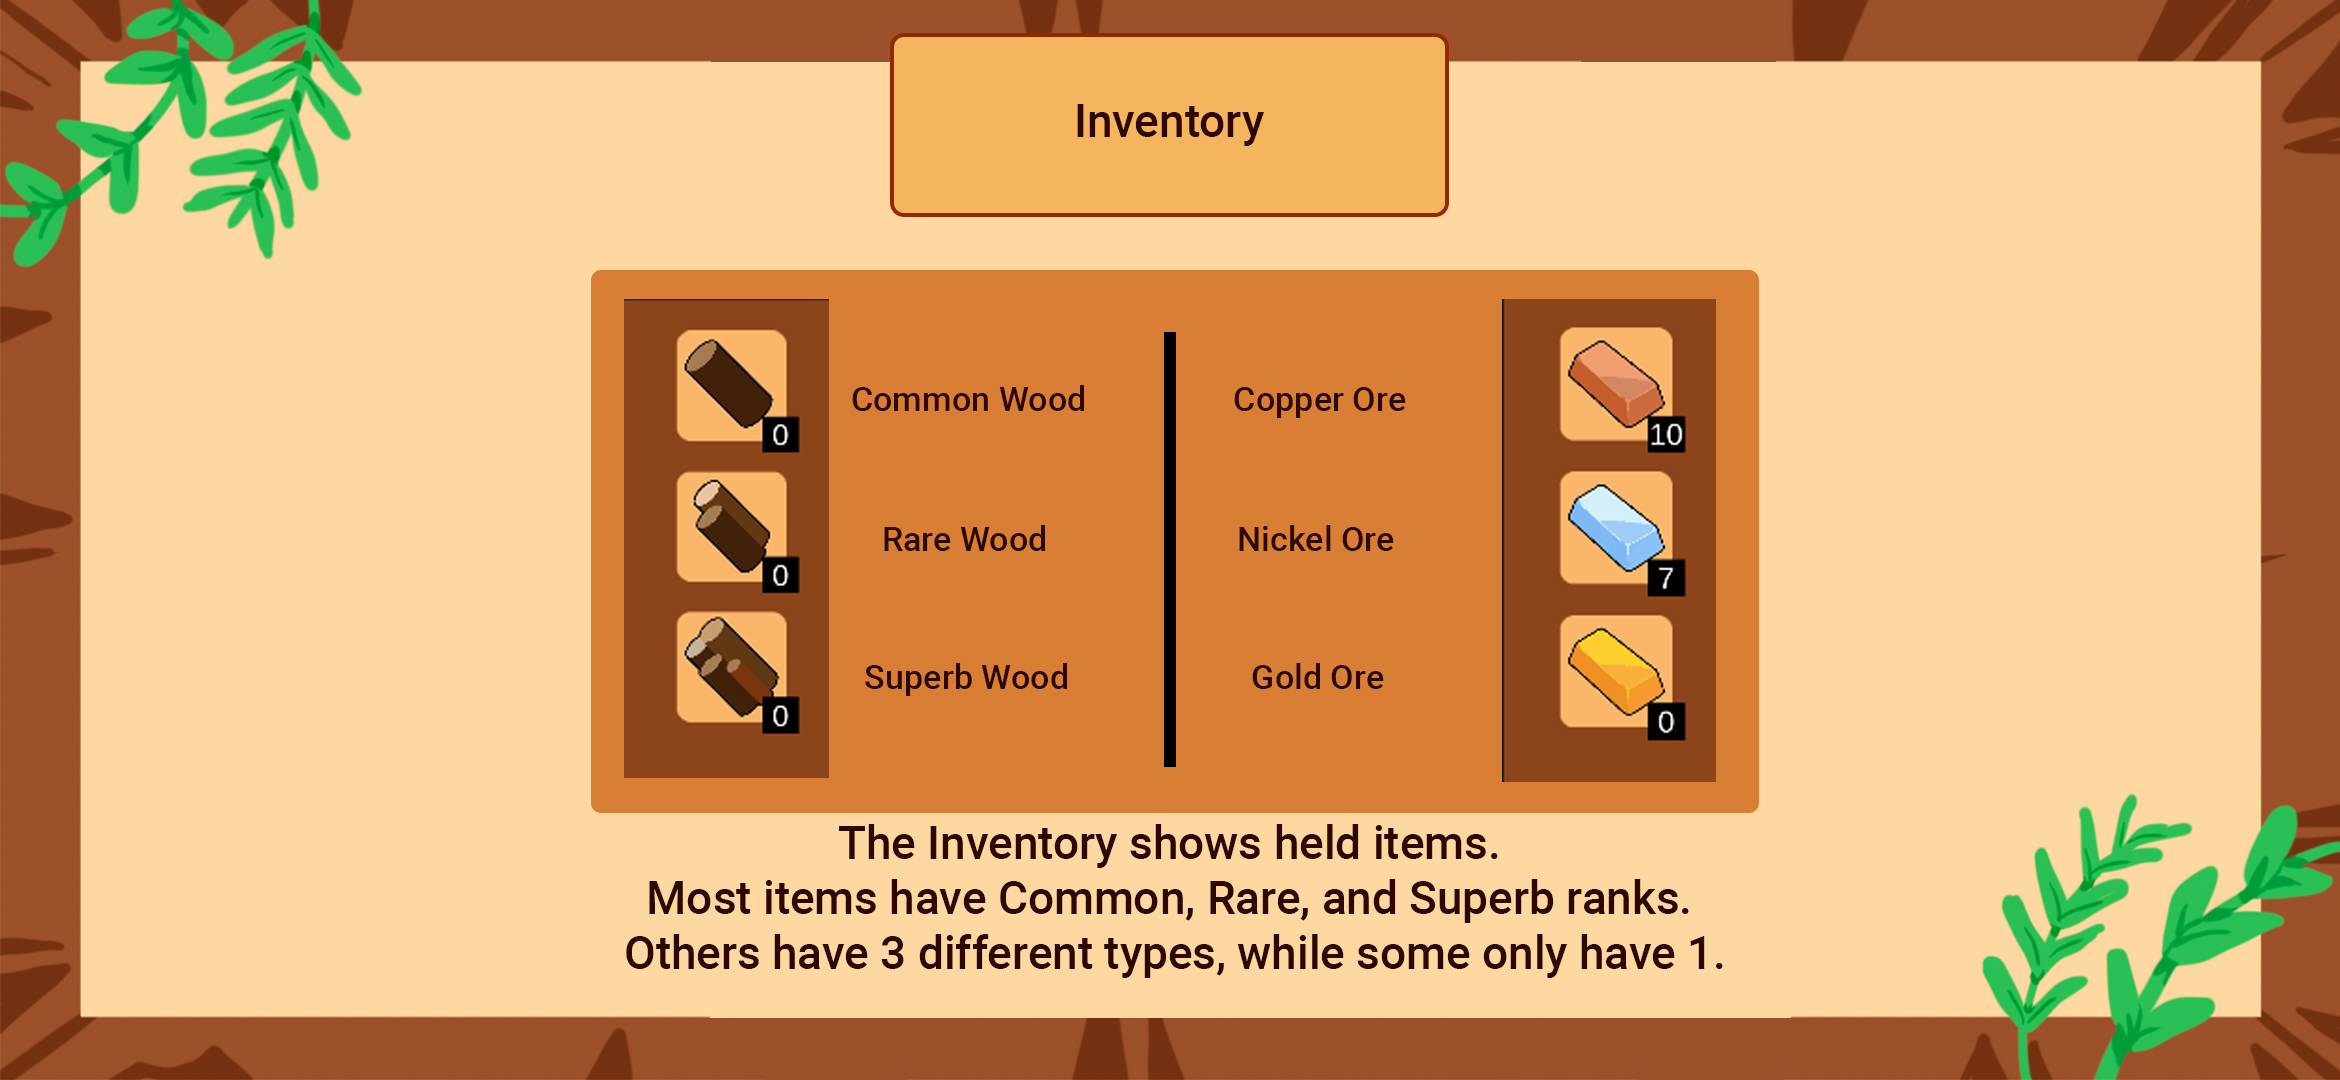 Inventory
Common Wood
0
Rare Wood
0
Superb Wood
0
Copper Ore
10
Nickel Ore
7
Gold Ore
0
The Inventory shows held items.
Most items have Common, Rare, and Superb ranks.
Others have 3 different types, while some only have 1.